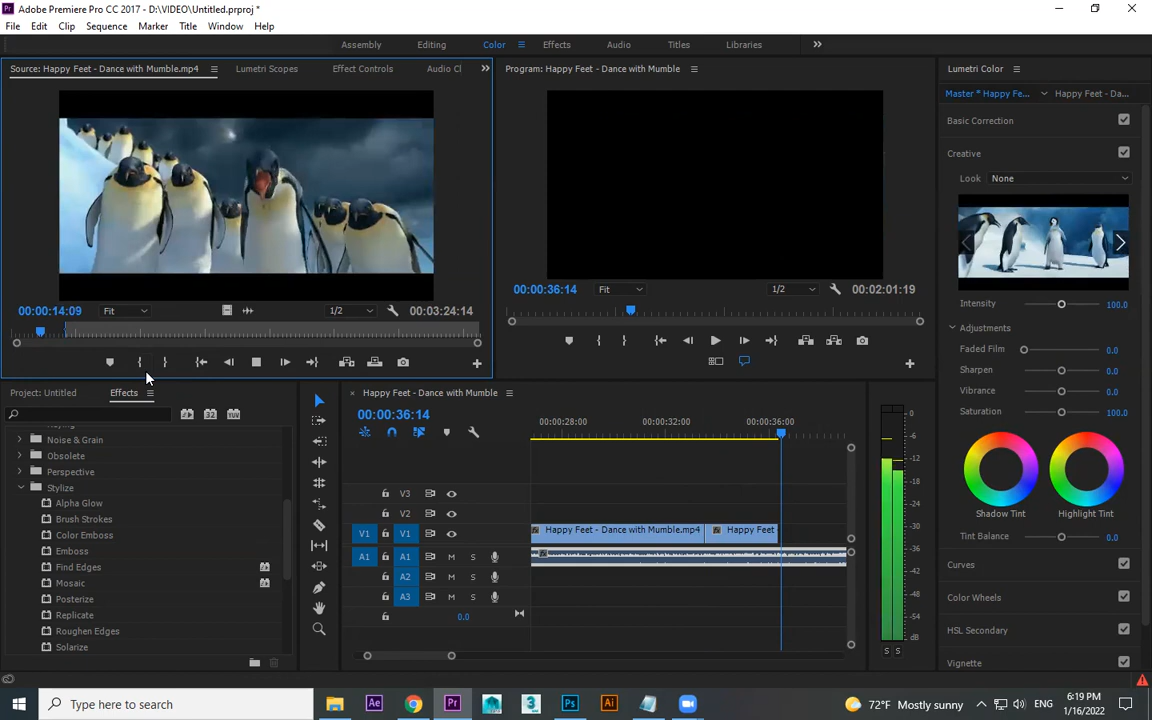 Adobe Premiere Pro CC 2017 - D:\VIDEO\Untitled.prproj *
File Edit Clip Sequence Marker Title Window Help
Assembly Editing Color Effects Audio Titles Libraries
Source: Happy Feet - Dance with Mumble.mp4 Lumetri Scopes Effect Controls Audio Cl
Program: Happy Feet - Dance with Mumble
Lumetri Color
Master * Happy Fe... Happy Feet - Da...
Basic Correction
Creative
Look None
Intensity 100.0
Adjustments
Faded Film 0.0
Sharpen 0.0
Vibrance 0.0
Saturation 100.0
Shadow Tint Highlight Tint
Tint Balance 0.0
Curves
Color Wheels
HSL Secondary
Vignette
00:00:14:09 Fit 1/2 00:03:24:14
00:00:36:14 Fit 1/2 00:02:01:19
Project: Untitled Effects
Noise & Grain
Obsolete
Perspective
Stylize
Alpha Glow
Brush Strokes
Color Emboss
Emboss
Find Edges
Mosaic
Posterize
Replicate
Roughen Edges
Solarize
Happy Feet - Dance with Mumble
00:00:36:14
00:00:28:00 00:00:32:00 00:00:36:00
V3
V2
V1 V1 Happy Feet - Dance with Mumble.mp4 Happy Feet
A1 A1 M S
A2 M S
A3 M S
0.0
0
-6
-12
-18
-24
-30
-36
-42
-48
-54
dB
S S
Type here to search
Ae Pr 3 Ps Ai
72°F Mostly sunny ENG
6:19 PM
1/16/2022